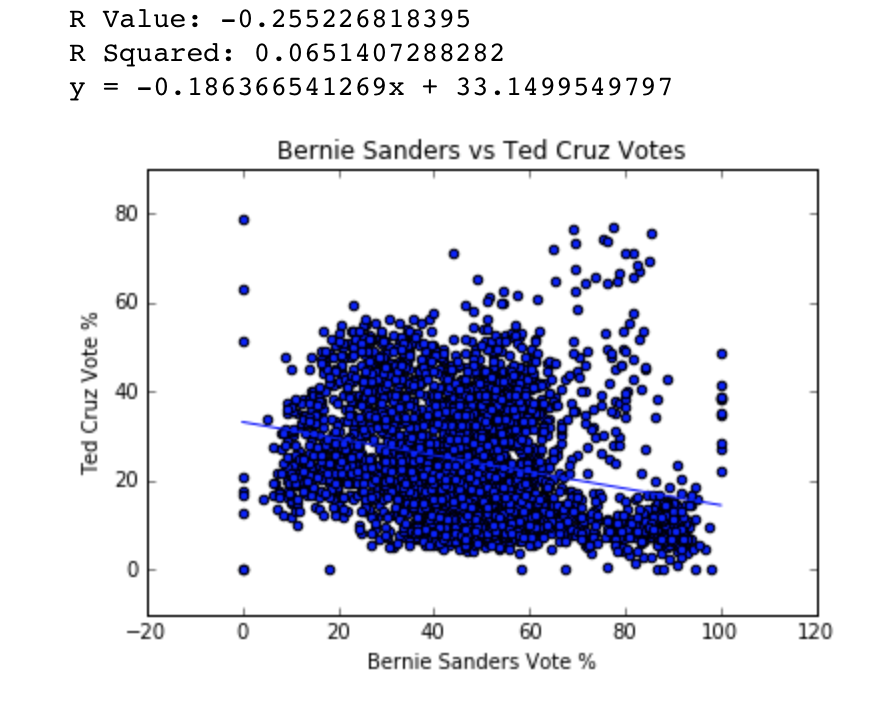 R Value: -0.255226818395
R Squared: 0.0651407288282
y = -0.186366541269x + 33.1499549797
Bernie Sanders vs Ted Cruz Votes
80
60
40
20
0
Ted Cruz Vote %
−20 0 20 40 60 80 100 120
Bernie Sanders Vote %